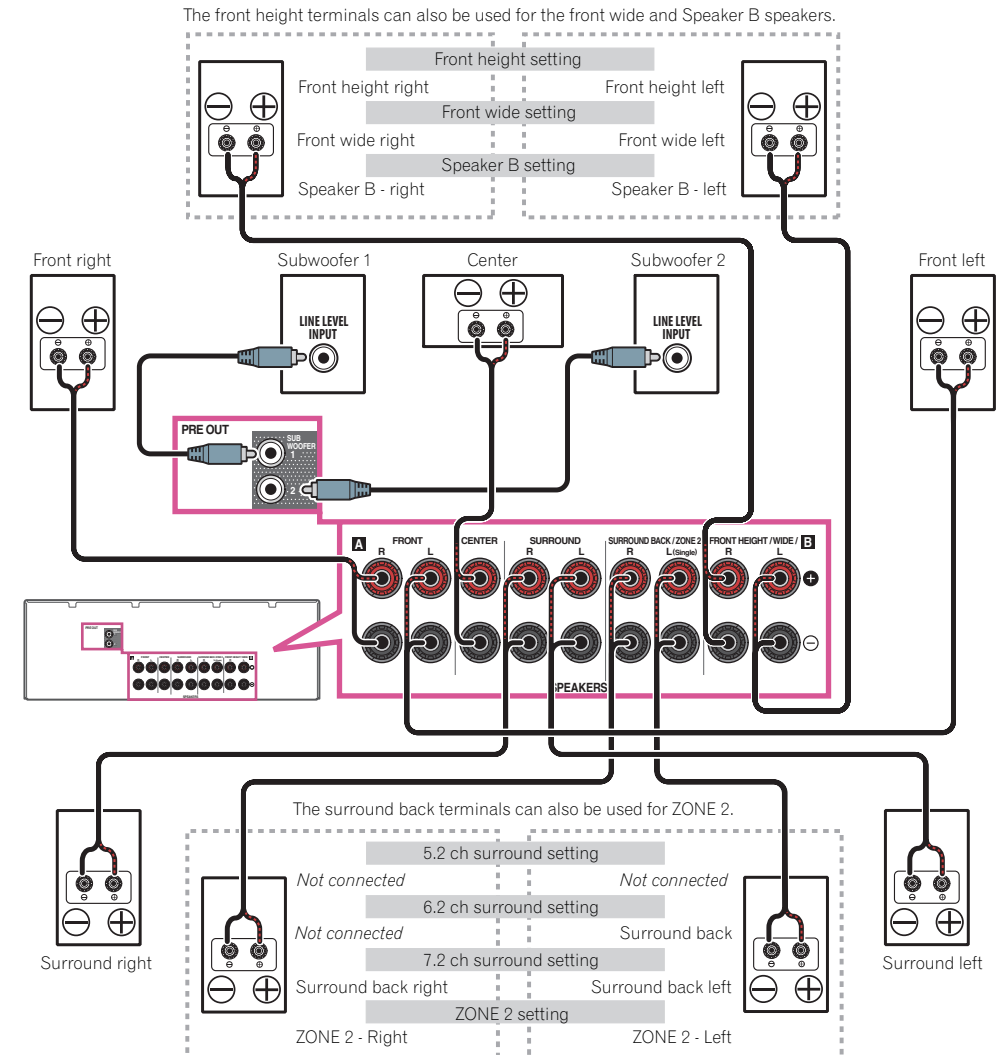 The front height terminals can also be used for the front wide and Speaker B speakers.
Front height setting
Front height right
Front height left
Front wide setting
Front wide right
Front wide left
Speaker B setting
Speaker B - right
Speaker B - left
Front right
Subwoofer 1
Center
Subwoofer 2
Front left
LINE LEVEL
INPUT
LINE LEVEL
INPUT
PRE OUT
SUB
WOOFER
1
2
A
FRONT
R
L
CENTER
SURROUND
R
L
SURROUND BACK / ZONE 2
R
L (Single)
FRONT HEIGHT / WIDE / B
R
L
SPEAKERS
PRE OUT
SPEAKERS
The surround back terminals can also be used for ZONE 2.
5.2 ch surround setting
Not connected
Not connected
6.2 ch surround setting
Not connected
Surround back
7.2 ch surround setting
Surround back right
Surround back left
ZONE 2 setting
ZONE 2 - Right
ZONE 2 - Left
Surround right
Surround left